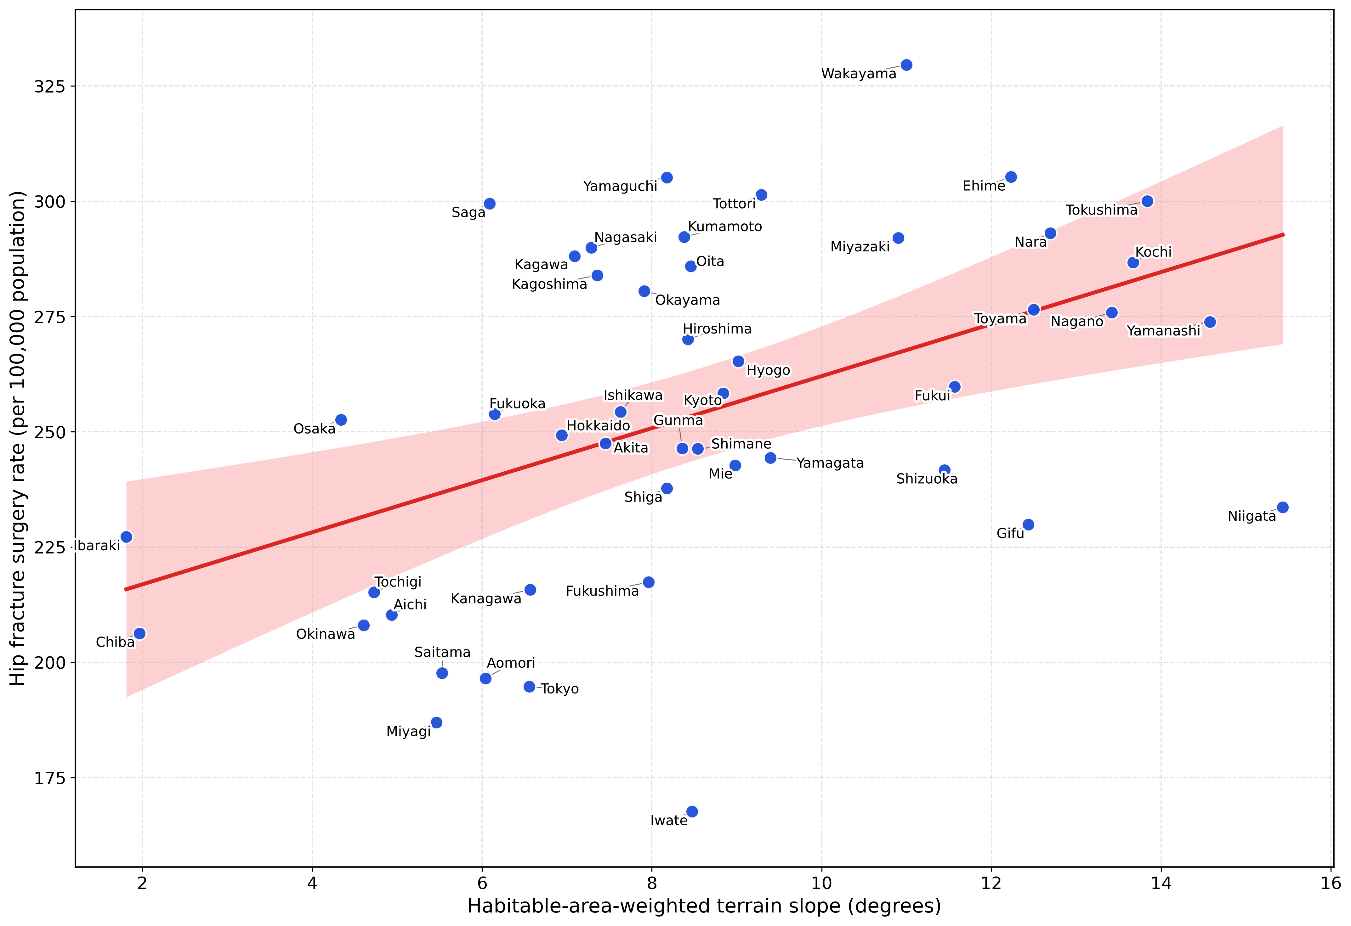 Wakayama
325
Yamaguchi
Ehime
Tottori
300
Saga
Tokushima
Kumamoto
Nagasaki
Miyazaki
Nara
Kochi
Kagawa
Oita
Kagoshima
Okayama
275
Toyama
Nagano
Hiroshima
Yamanashi
Hyogo
Ishikawa
Fukui
Kyoto
Fukuoka
Gunma
Osaka
250
Hokkaido
Akita
Shimane
Yamagata
Mie
Shizuoka
Shiga
Niigata
Gifu
Ibaraki
225
Tochigi
Fukushima
Kanagawa
Aichi
Okinawa
Chiba
Saitama
Aomori
200
Tokyo
Miyagi
175
Iwate
2 4 6 8 10 12 14 16
Habitable-area-weighted terrain slope (degrees)
Hip fracture surgery rate (per 100,000 population)